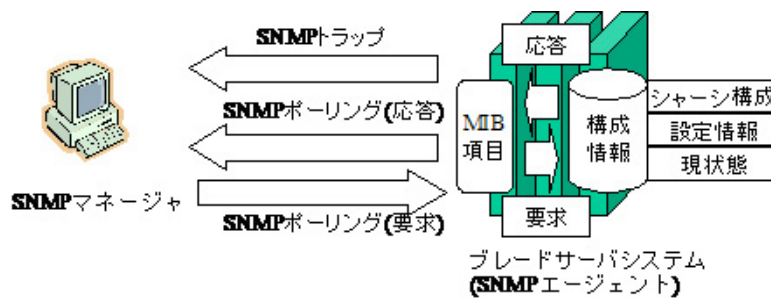 SNMPトラップ
SNMPポーリング(応答)
SNMPマネージャ
SNMPポーリング(要求)
応答
MIB
項目
構成
情報
シャーシ構成
設定情報
現状態
要求
ブレードサーバシステム
(SNMPエージェント)